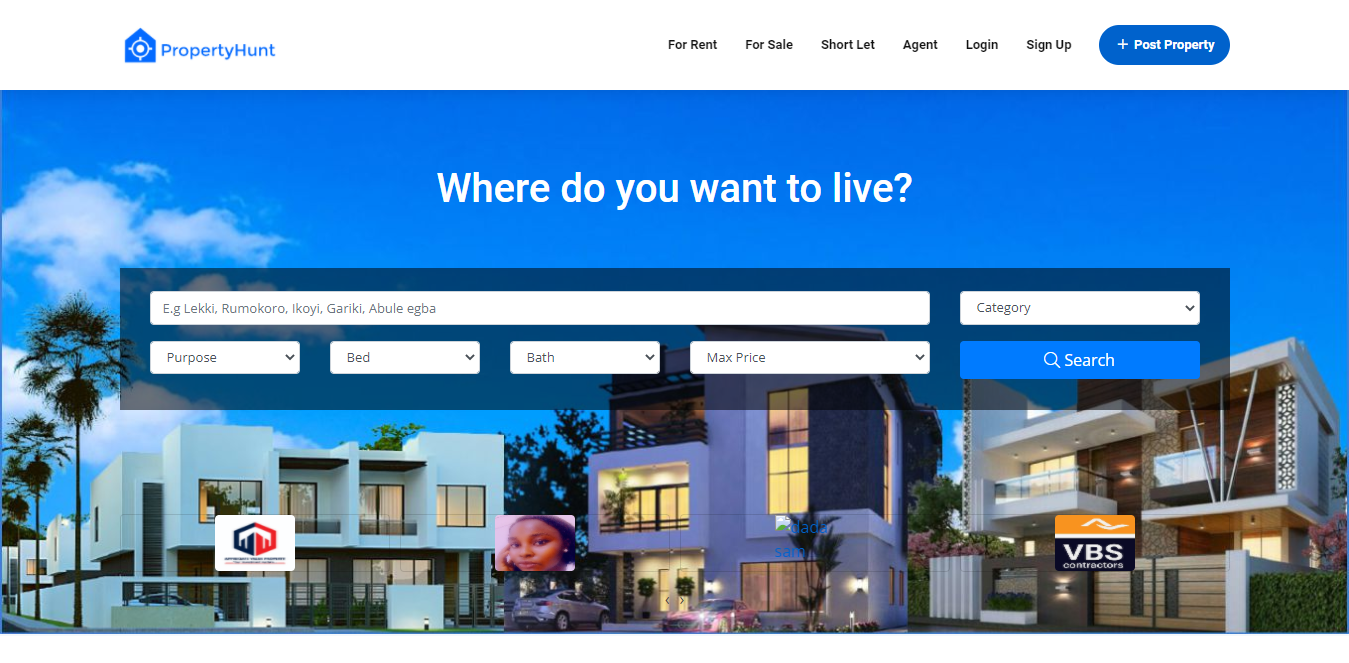 PropertyHunt
For Rent
For Sale
Short Let
Agent
Login
Sign Up
+ Post Property
Where do you want to live?
E.g Lekki, Rumokoro, Ikoyi, Gariki, Abule egba
Category
Purpose
Bed
Bath
Max Price
Search
dada
sam
VBS
contractors
‹ ›